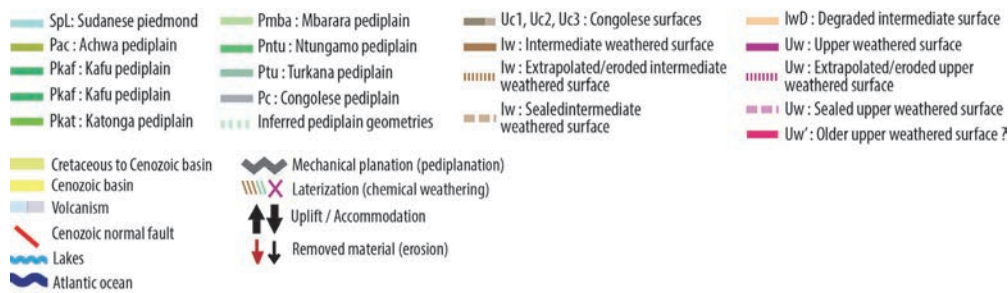 SpL: Sudanese piedmond
Pac : Achwa pediplain
Pkaf : Kafu pediplain
Pkaf : Kafu pediplain
Pkat : Katonga pediplain
Pmba : Mbarara pediplain
Pntu : Ntungamo pediplain
Ptu : Turkana pediplain
Pc : Congolese pediplain
Inferred pediplain geometries
Uc1, Uc2, Uc3 : Congolese surfaces
Iw : Intermediate weathered surface
Iw : Extrapolated/eroded intermediate
weathered surface
Iw : Sealedintermediate
weathered surface
IwD : Degraded intermediate surface
Uw : Upper weathered surface
Uw : Extrapolated/eroded upper
weathered surface
Uw : Sealed upper weathered surface
Uw' : Older upper weathered surface ?
Cretaceous to Cenozoic basin
Cenozoic basin
Volcanism
Cenozoic normal fault
Lakes
Atlantic ocean
Mechanical planation (pediplanation)
Laterization (chemical weathering)
Uplift / Accommodation
Removed material (erosion)